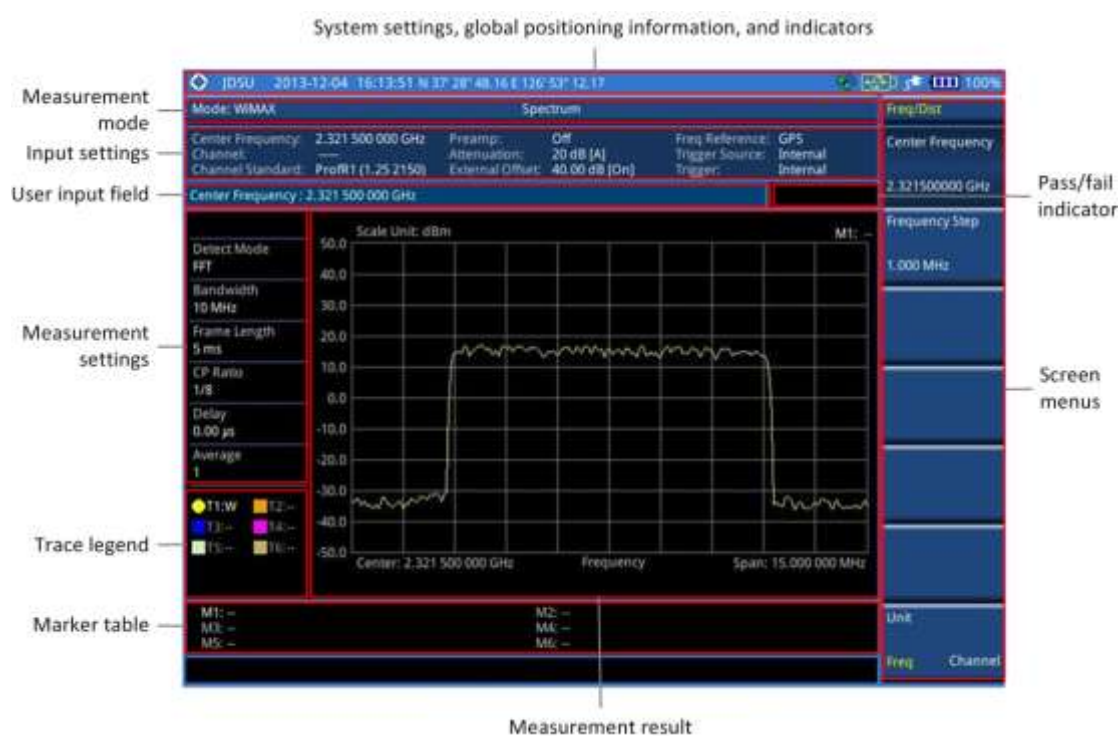 System settings, global positioning information, and indicators
JDSU 2013-12-04 16:13:51 N 37° 28" 48.16 E 126° 53" 12.17 100%
Measurement mode
Mode: WiMAX Spectrum Freq/Dist
Input settings
Center Frequency: 2.321 500 000 GHz Preamp: Off Freq Reference: GPS
Channel: ---- Attenuation: 20 dB [A] Trigger Source: Internal
Channel Standard: ProfR1 (1.25 2150) External Offset: 40.00 dB [On] Trigger: Internal
Center Frequency
2.321500000 GHz
User input field
Center Frequency : 2.321 500 000 GHz
Pass/fail indicator
Frequency Step
1.000 MHz
Measurement settings
Detect Mode
FFT
Bandwidth
10 MHz
Frame Length
5 ms
CP Ratio
1/8
Delay
0.00 µs
Average
1
Scale Unit: dBm M1: --
50.0
40.0
30.0
20.0
10.0
0.0
-10.0
-20.0
-30.0
-40.0
-50.0
Center: 2.321 500 000 GHz Frequency Span: 15.000 000 MHz
Screen menus
Trace legend
T1:W T2:--
T3:-- T4:--
T5:-- T6:--
Marker table
M1: -- M2: --
M3: -- M4: --
M5: -- M6: --
Unit
Freq Channel
Measurement result